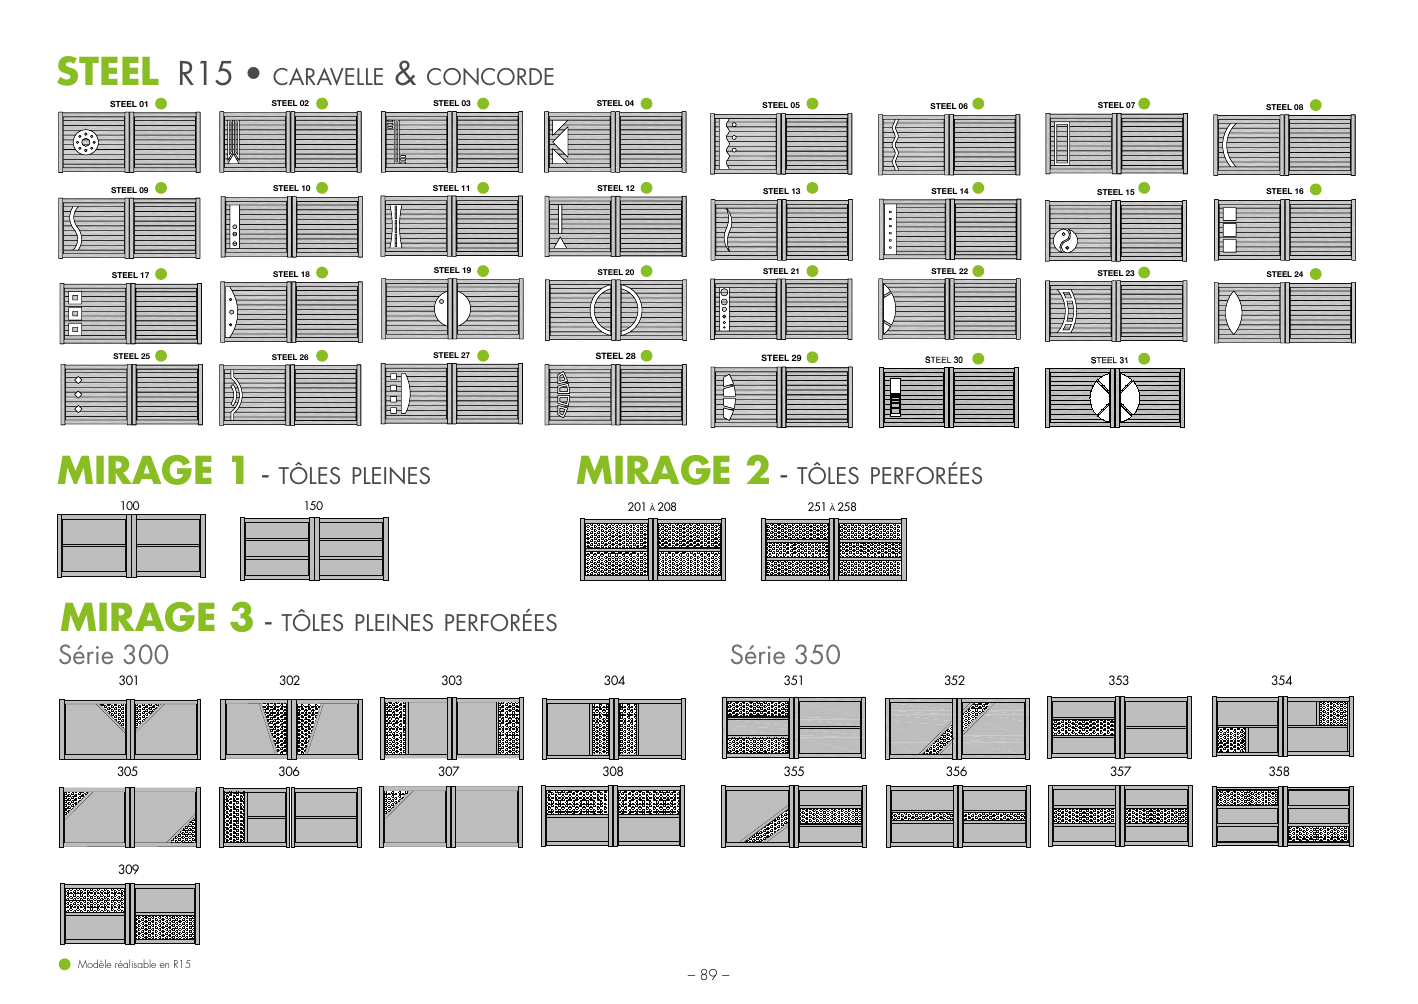 STEEL R15 • CARAVELLE & CONCORDE
STEEL 01 STEEL 02 STEEL 03 STEEL 04 STEEL 05 STEEL 06 STEEL 07 STEEL 08
STEEL 09 STEEL 10 STEEL 11 STEEL 12 STEEL 13 STEEL 14 STEEL 15 STEEL 16
STEEL 17 STEEL 18 STEEL 19 STEEL 20 STEEL 21 STEEL 22 STEEL 23 STEEL 24
STEEL 25 STEEL 26 STEEL 27 STEEL 28 STEEL 29 STEEL 30 STEEL 31
MIRAGE 1 - TÔLES PLEINES
100 150
MIRAGE 2 - TÔLES PERFORÉES
201 À 208 251 À 258
MIRAGE 3 - TÔLES PLEINES PERFORÉES
Série 300
301 302 303 304
305 306 307 308
309
Série 350
351 352 353 354
355 356 357 358
Modèle réalisable en R15
– 89 –